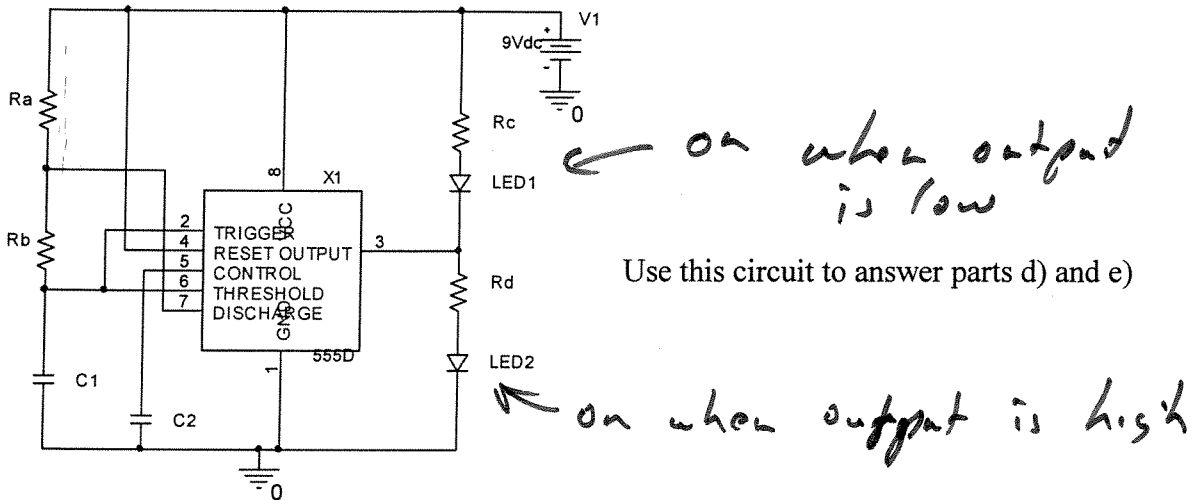 V1
9Vdc
+
-
0
Ra
Rc
on when output
is low
LED1
X1
8
VCC
Rb
2
TRIGGER
4
RESET OUTPUT
3
5
CONTROL
6
THRESHOLD
7
DISCHARGE
GND
1
555D
Use this circuit to answer parts d) and e)
Rd
LED2
C1
C2
on when output is high
0